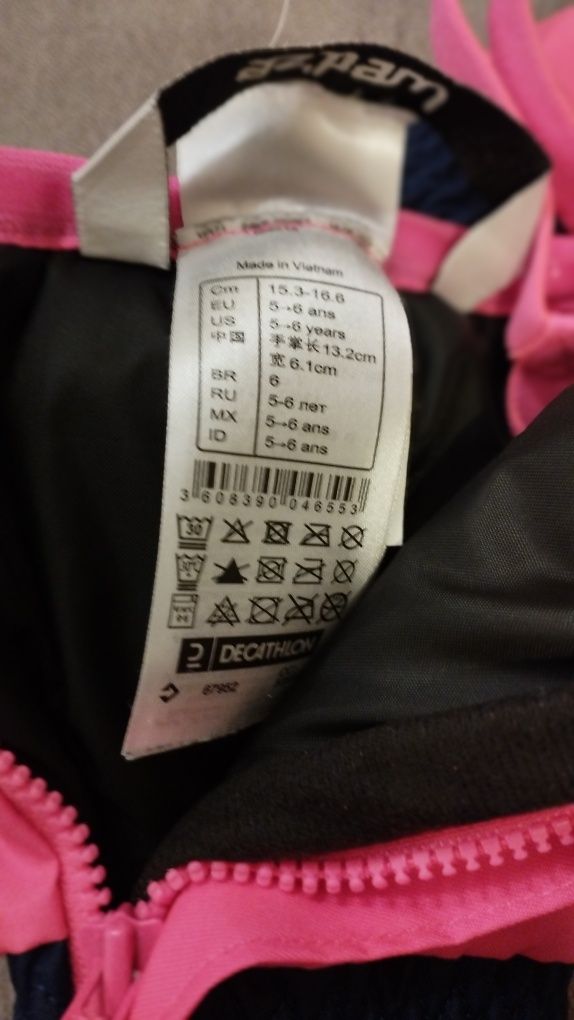 wed'ze
Made in Vietnam
Cm 15.3-16.6
EU 5→6 ans
US 5→6 years
中国 手掌长13.2cm
宽6.1cm
BR 6
RU 5-6 лет
MX 5→6 ans
ID 5→6 ans
3 608390 046553
30
DECATHLON